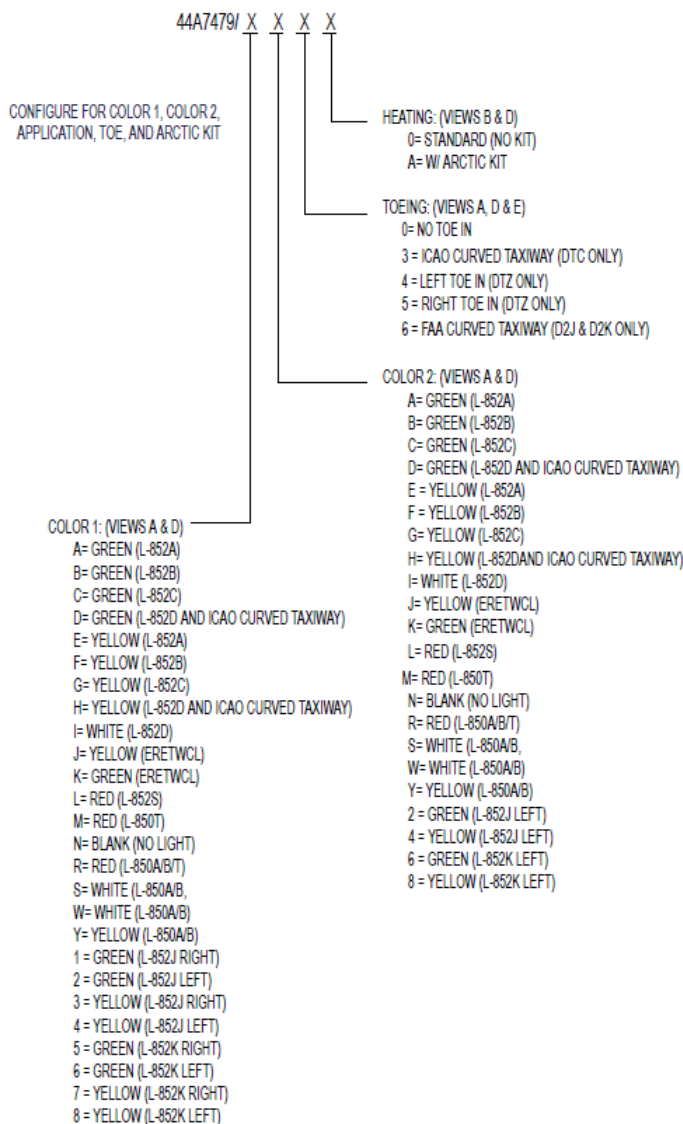 44A7479/ X X X X
CONFIGURE FOR COLOR 1, COLOR 2,
APPLICATION, TOE, AND ARCTIC KIT
HEATING: (VIEWS B & D)
0= STANDARD (NO KIT)
A= W/ ARCTIC KIT
TOEING: (VIEWS A, D & E)
0= NO TOE IN
3 = ICAO CURVED TAXIWAY (DTC ONLY)
4 = LEFT TOE IN (DTZ ONLY)
5 = RIGHT TOE IN (DTZ ONLY)
6 = FAA CURVED TAXIWAY (D2J & D2K ONLY)
COLOR 2: (VIEWS A & D)
A= GREEN (L-852A)
B= GREEN (L-852B)
C= GREEN (L-852C)
D= GREEN (L-852D AND ICAO CURVED TAXIWAY)
E = YELLOW (L-852A)
F = YELLOW (L-852B)
G= YELLOW (L-852C)
H= YELLOW (L-852DAND ICAO CURVED TAXIWAY)
I= WHITE (L-852D)
J= YELLOW (ERETWCL)
K= GREEN (ERETWCL)
L= RED (L-852S)
M= RED (L-850T)
N= BLANK (NO LIGHT)
R= RED (L-850A/B/T)
S= WHITE (L-850A/B,
W= WHITE (L-850A/B)
Y= YELLOW (L-850A/B)
2 = GREEN (L-852J LEFT)
4 = YELLOW (L-852J LEFT)
6 = GREEN (L-852K LEFT)
8 = YELLOW (L-852K LEFT)
COLOR 1: (VIEWS A & D)
A= GREEN (L-852A)
B= GREEN (L-852B)
C= GREEN (L-852C)
D= GREEN (L-852D AND ICAO CURVED TAXIWAY)
E= YELLOW (L-852A)
F= YELLOW (L-852B)
G= YELLOW (L-852C)
H= YELLOW (L-852D AND ICAO CURVED TAXIWAY)
I= WHITE (L-852D)
J= YELLOW (ERETWCL)
K= GREEN (ERETWCL)
L= RED (L-852S)
M= RED (L-850T)
N= BLANK (NO LIGHT)
R= RED (L-850A/B/T)
S= WHITE (L-850A/B,
W= WHITE (L-850A/B)
Y= YELLOW (L-850A/B)
1 = GREEN (L-852J RIGHT)
2 = GREEN (L-852J LEFT)
3 = YELLOW (L-852J RIGHT)
4 = YELLOW (L-852J LEFT)
5 = GREEN (L-852K RIGHT)
6 = GREEN (L-852K LEFT)
7 = YELLOW (L-852K RIGHT)
8 = YELLOW (L-852K LEFT)